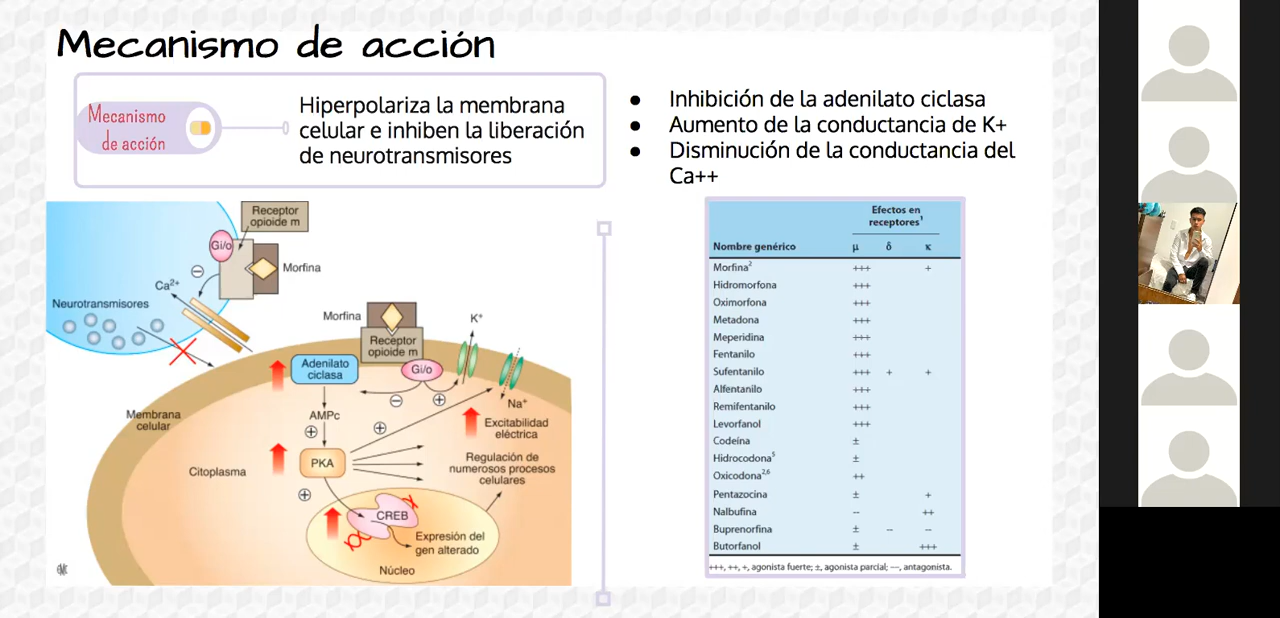 Mecanismo de acción
Mecanismo
de acción
Hiperpolariza la membrana
celular e inhiben la liberación
de neurotransmisores
● Inhibición de la adenilato ciclasa
● Aumento de la conductancia de K+
● Disminución de la conductancia del
Ca++
Receptor
opioide m
Gi/o
Morfina
Ca²⁺
Neurotransmisores
Morfina
Receptor
opioide m
K⁺
Adenilato
ciclasa
Gi/o
Na⁺
AMPc
Excitabilidad
eléctrica
Membrana
celular
PKA
Citoplasma
Regulación de
numerosos procesos
celulares
CREB
Expresión del
gen alterado
Núcleo
Efectos en
receptores¹
Nombre genérico μ δ κ
Morfina² +++ +
Hidromorfona +++
Oximorfona +++
Metadona +++
Meperidina +++
Fentanilo +++
Sufentanilo +++ + +
Alfentanilo +++
Remifentanilo +++
Levorfanol +++
Codeína ±
Hidrocodona⁵ ±
Oxicodona²,⁶ ++
Pentazocina ± +
Nalbufina -- ++
Buprenorfina ± -- --
Butorfanol ± +++
+++, ++, +, agonista fuerte; ±, agonista parcial; —, antagonista.